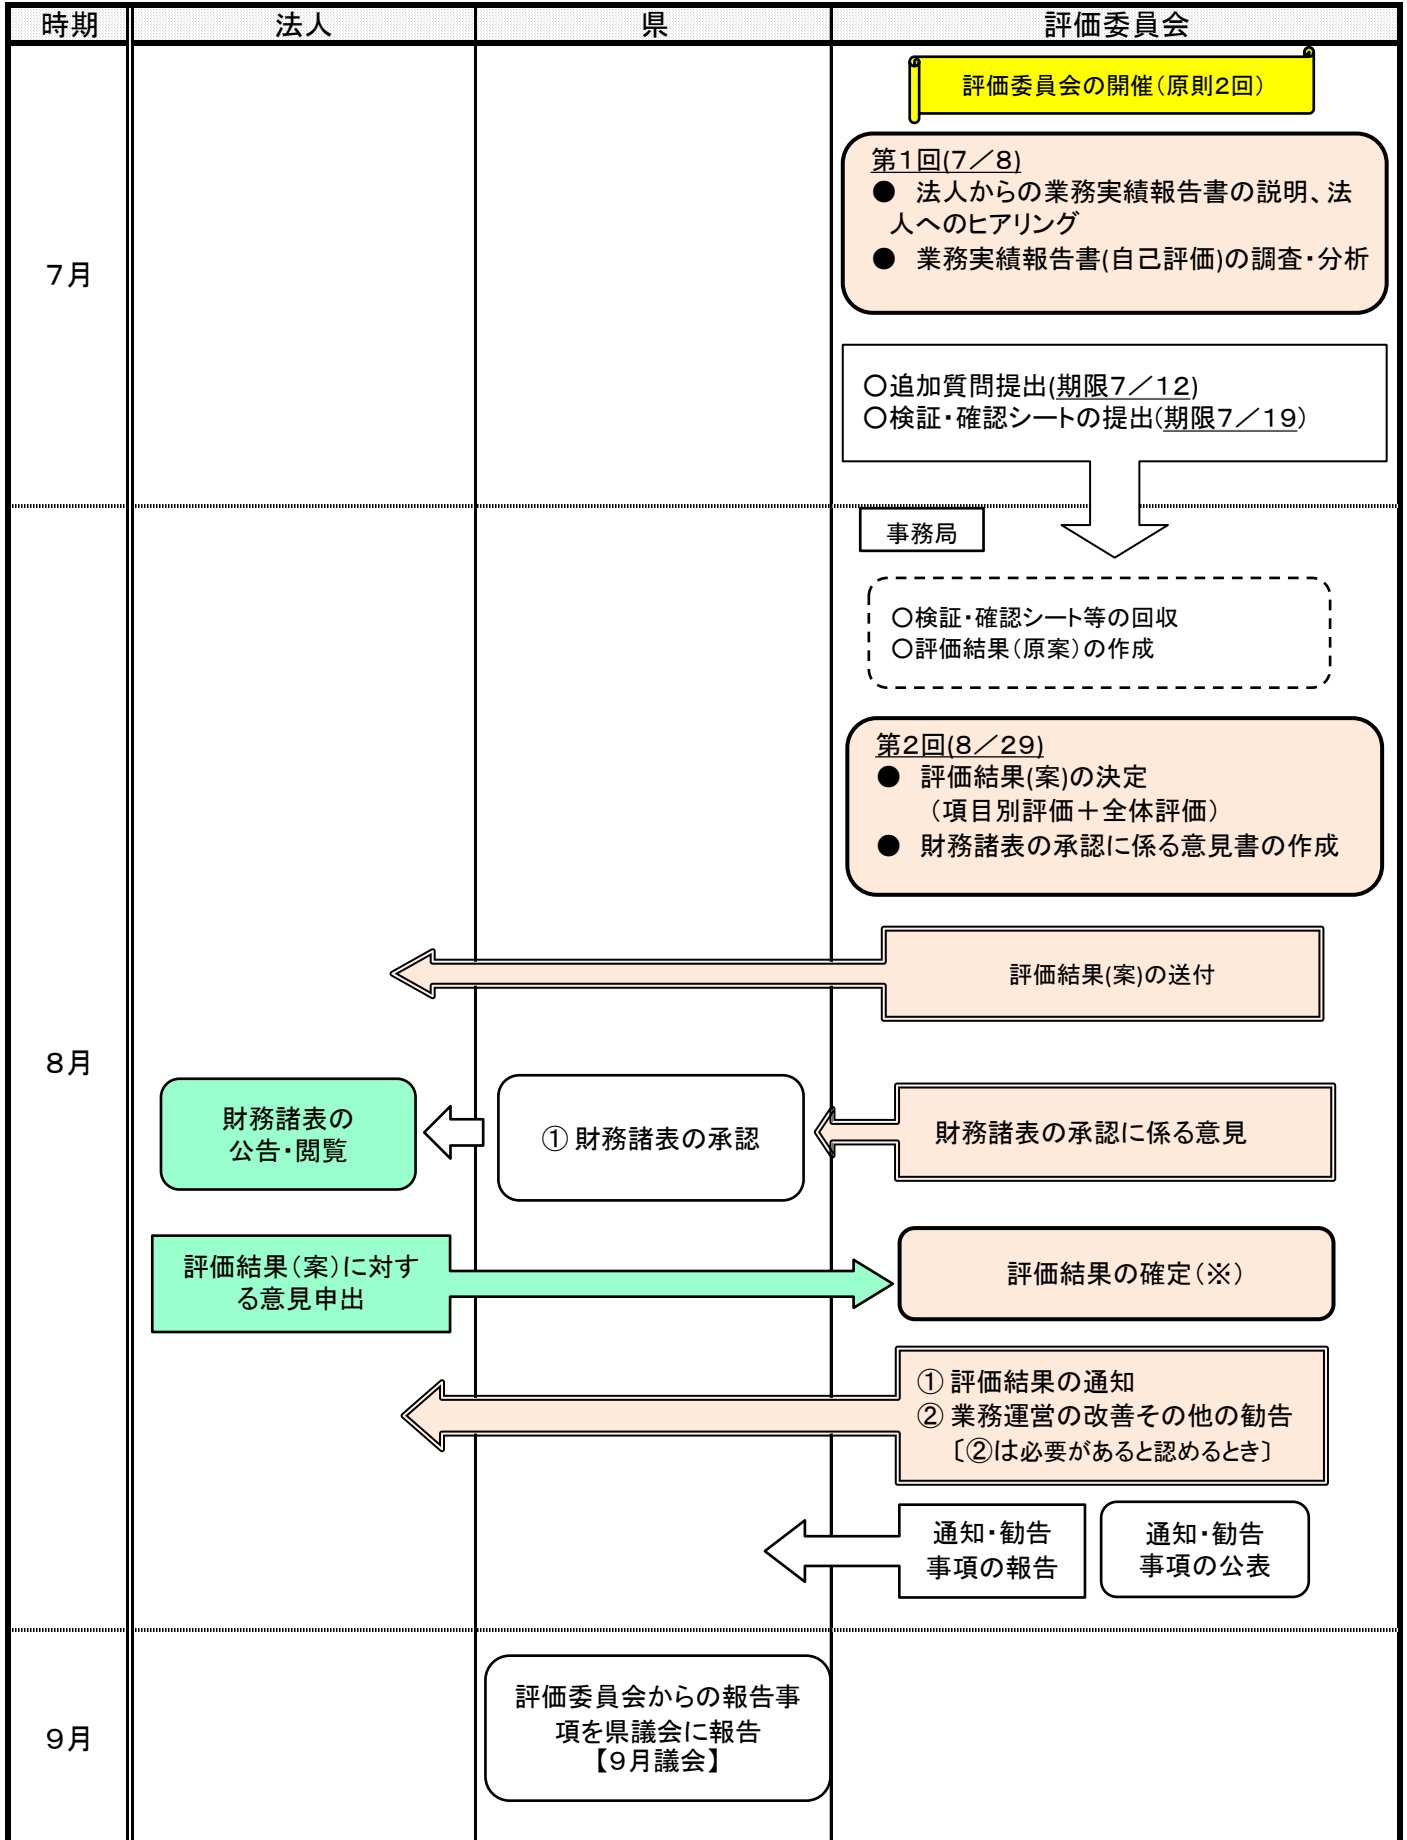 時期 法人 県 評価委員会
評価委員会の開催（原則２回）
第１回(７／８)
● 法人からの業務実績報告書の説明、法
人へのヒアリング
● 業務実績報告書(自己評価)の調査・分析
７月
○追加質問提出(期限７／１２)
○検証・確認シートの提出(期限７／１９)
事務局
○検証・確認シート等の回収
○評価結果（原案）の作成
第２回(８／２９)
● 評価結果(案)の決定
（項目別評価＋全体評価）
● 財務諸表の承認に係る意見書の作成
評価結果(案)の送付
８月
財務諸表の
公告・閲覧
① 財務諸表の承認
財務諸表の承認に係る意見
評価結果（案）に対す
る意見申出
評価結果の確定（※）
① 評価結果の通知
② 業務運営の改善その他の勧告
〔②は必要があると認めるとき〕
通知・勧告
事項の報告
通知・勧告
事項の公表
９月
評価委員会からの報告事
項を県議会に報告
【９月議会】